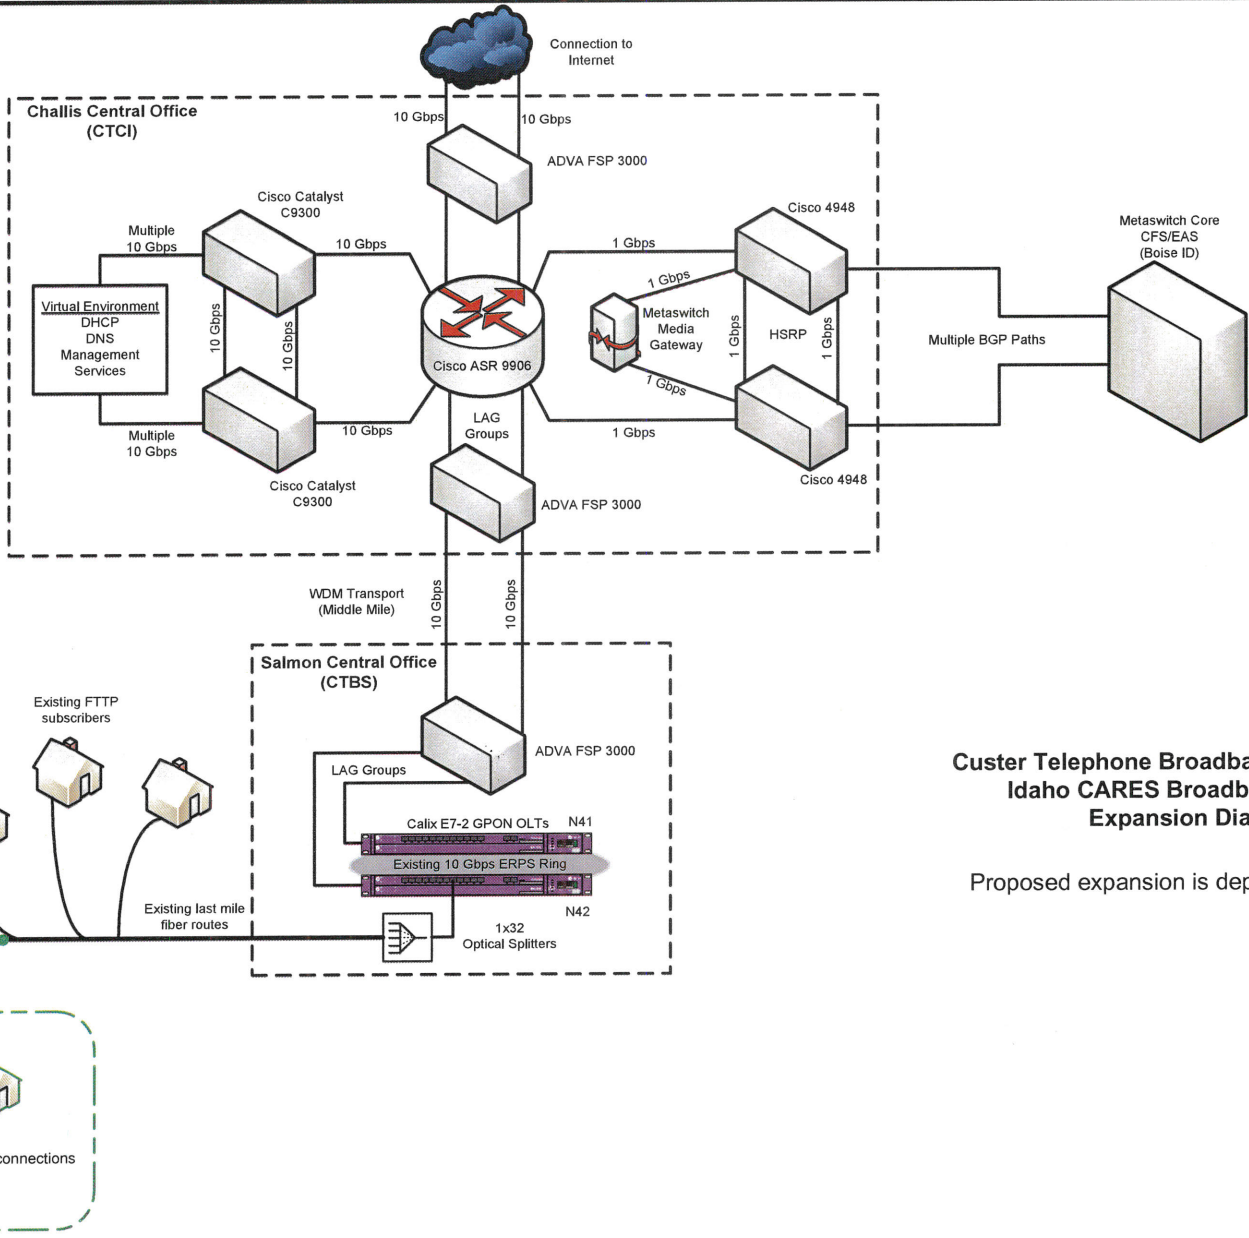 Connection to
Internet
Challis Central Office
(CTCI)
10 Gbps
10 Gbps
ADVA FSP 3000
Cisco Catalyst
C9300
Cisco 4948
Metaswitch Core
CFS/EAS
(Boise ID)
Multiple
10 Gbps
10 Gbps
1 Gbps
1 Gbps
Virtual Environment
DHCP
DNS
Management
Services
10 Gbps
10 Gbps
Metaswitch
Media
Gateway
1 Gbps
HSRP
1 Gbps
Multiple BGP Paths
Cisco ASR 9906
1 Gbps
LAG
Groups
Multiple
10 Gbps
10 Gbps
1 Gbps
Cisco Catalyst
C9300
Cisco 4948
ADVA FSP 3000
WDM Transport
(Middle Mile)
10 Gbps
10 Gbps
Salmon Central Office
(CTBS)
Existing FTTP
subscribers
ADVA FSP 3000
LAG Groups
Custer Telephone Broadba
Idaho CARES Broadb
Expansion Dia
Calix E7-2 GPON OLTs
N41
Existing 10 Gbps ERPS Ring
Proposed expansion is dep
N42
Existing last mile
fiber routes
1x32
Optical Splitters
connections